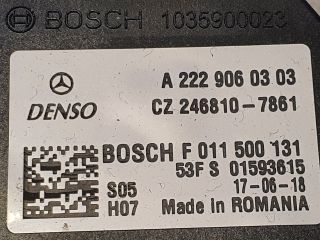 BOSCH 1035900023
A 222 906 03 03
DENSO CZ 246810-7861
BOSCH F 011 500 131
53F S 01593615
S05 17-06-18
H07 Made in ROMANIA